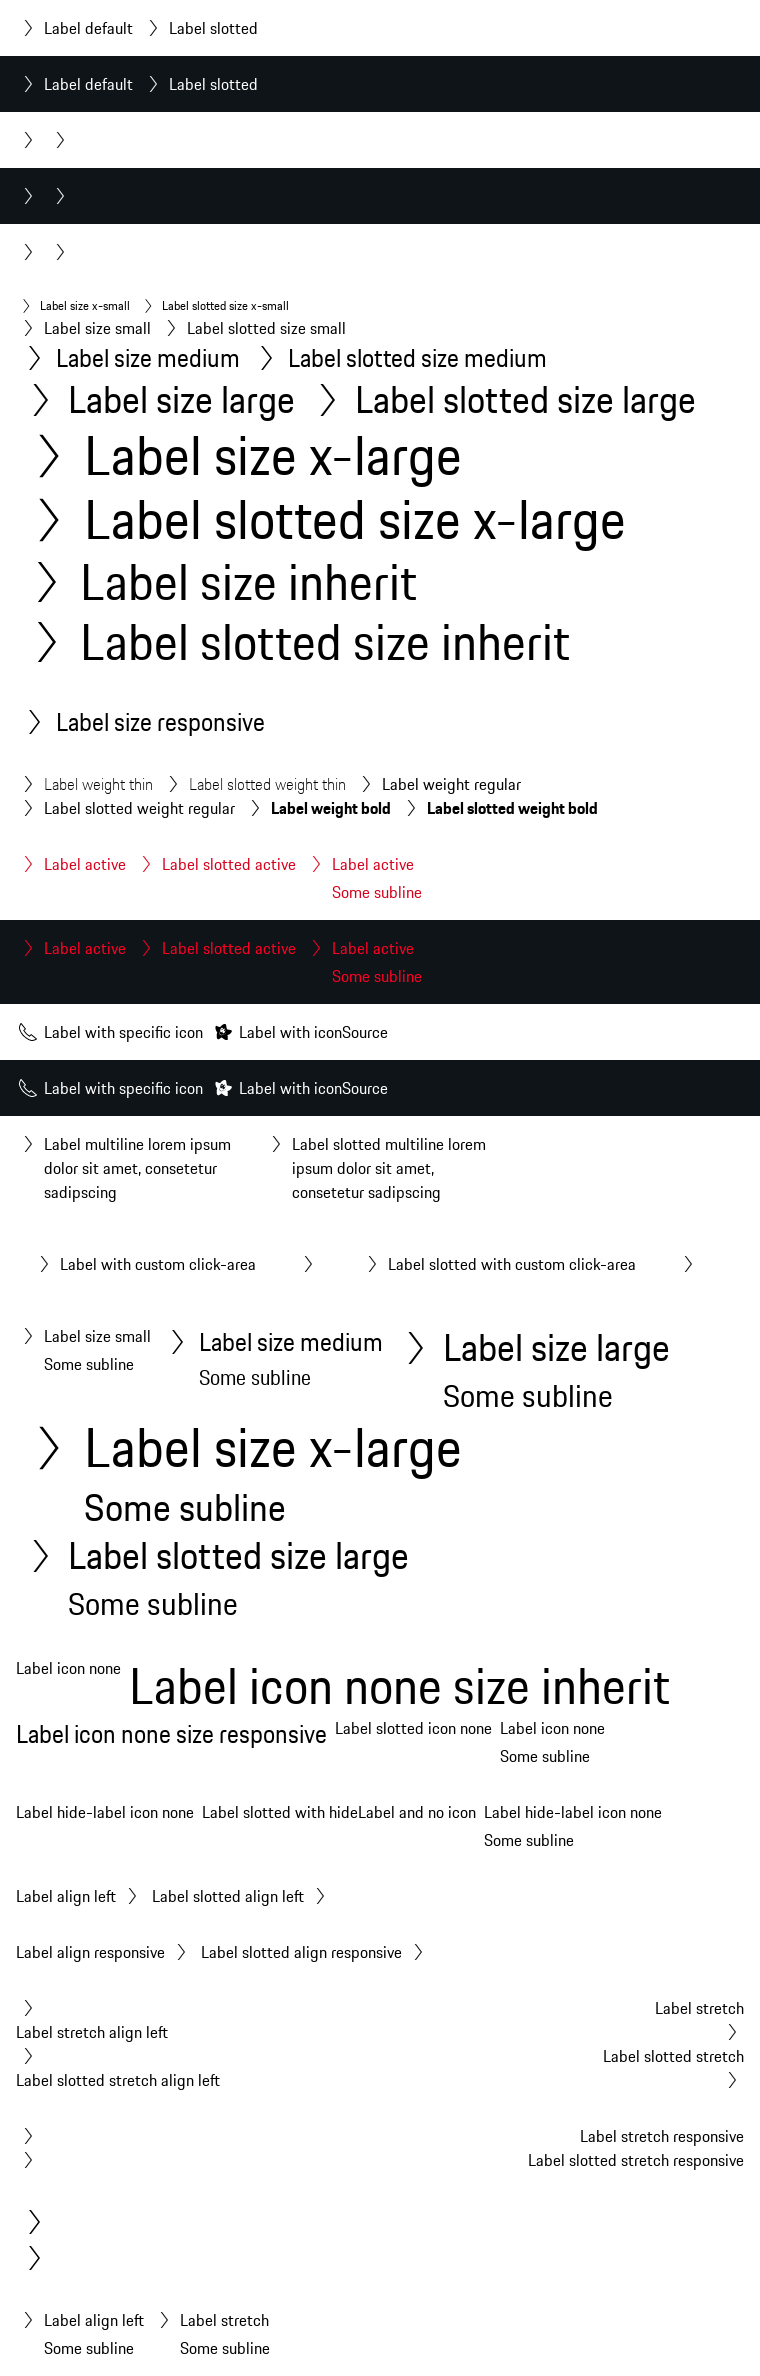 Label default Label slotted
Label default Label slotted
Label size x-small Label slotted size x-small
Label size small Label slotted size small
Label size medium Label slotted size medium
Label size large Label slotted size large
Label size x-large
Label slotted size x-large
Label size inherit
Label slotted size inherit
Label size responsive
Label weight thin Label slotted weight thin Label weight regular
Label slotted weight regular Label weight bold Label slotted weight bold
Label active Label slotted active Label active
Some subline
Label active Label slotted active Label active
Some subline
Label with specific icon Label with iconSource
Label with specific icon Label with iconSource
Label multiline lorem ipsum
dolor sit amet, consetetur
sadipscing
Label slotted multiline lorem
ipsum dolor sit amet,
consetetur sadipscing
Label with custom click-area Label slotted with custom click-area
Label size small
Some subline
Label size medium
Some subline
Label size large
Some subline
Label size x-large
Some subline
Label slotted size large
Some subline
Label icon none Label icon none size inherit
Label icon none size responsive Label slotted icon none Label icon none
Some subline
Label hide-label icon none Label slotted with hideLabel and no icon Label hide-label icon none
Some subline
Label align left Label slotted align left
Label align responsive Label slotted align responsive
Label stretch
Label stretch align left
Label slotted stretch
Label slotted stretch align left
Label stretch responsive
Label slotted stretch responsive
Label align left Label stretch
Some subline Some subline